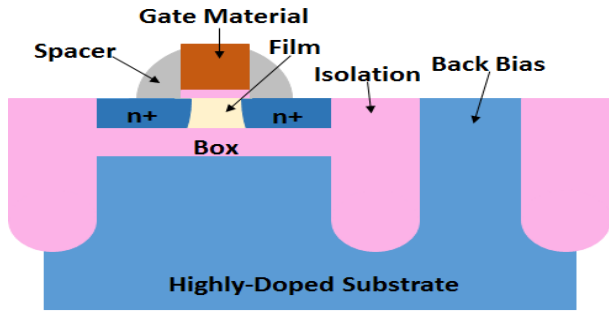 Gate Material
Spacer
Film
Isolation
Back Bias
n+
n+
Box
Highly-Doped Substrate